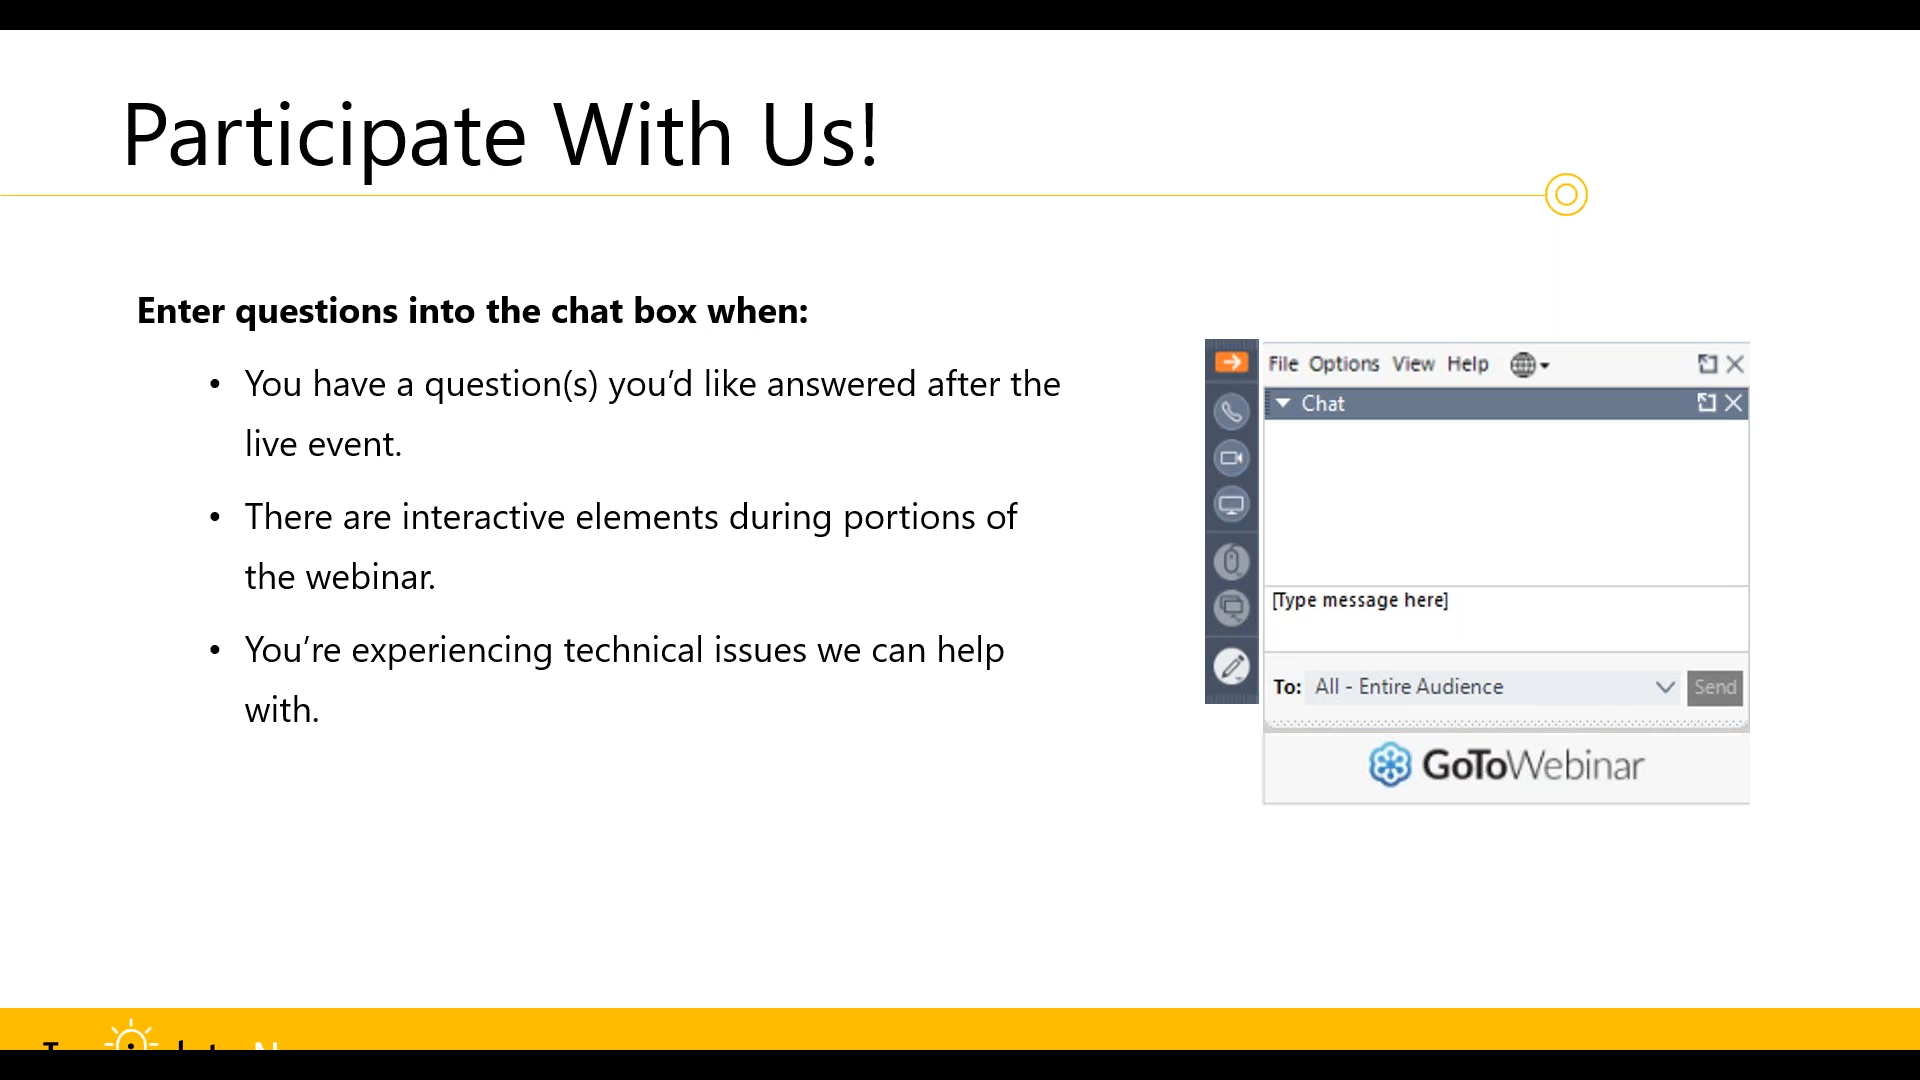 Participate With Us!
Enter questions into the chat box when:
• You have a question(s) you’d like answered after the
live event.
• There are interactive elements during portions of
the webinar.
• You’re experiencing technical issues we can help
with.
File Options View Help
Chat
[Type message here]
To: All - Entire Audience Send
GoToWebinar